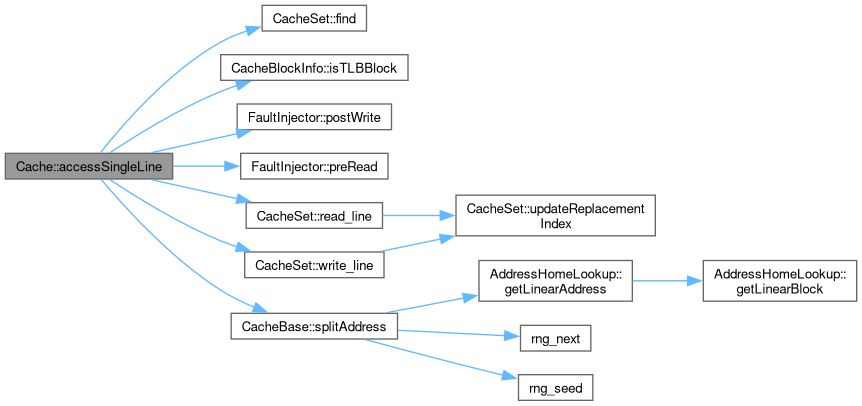 CacheSet::find
CacheBlockInfo::isTLBBlock
FaultInjector::postWrite
Cache::accessSingleLine
FaultInjector::preRead
CacheSet::read_line
CacheSet::updateReplacement
Index
CacheSet::write_line
AddressHomeLookup::
getLinearAddress
AddressHomeLookup::
getLinearBlock
CacheBase::splitAddress
rng_next
rng_seed